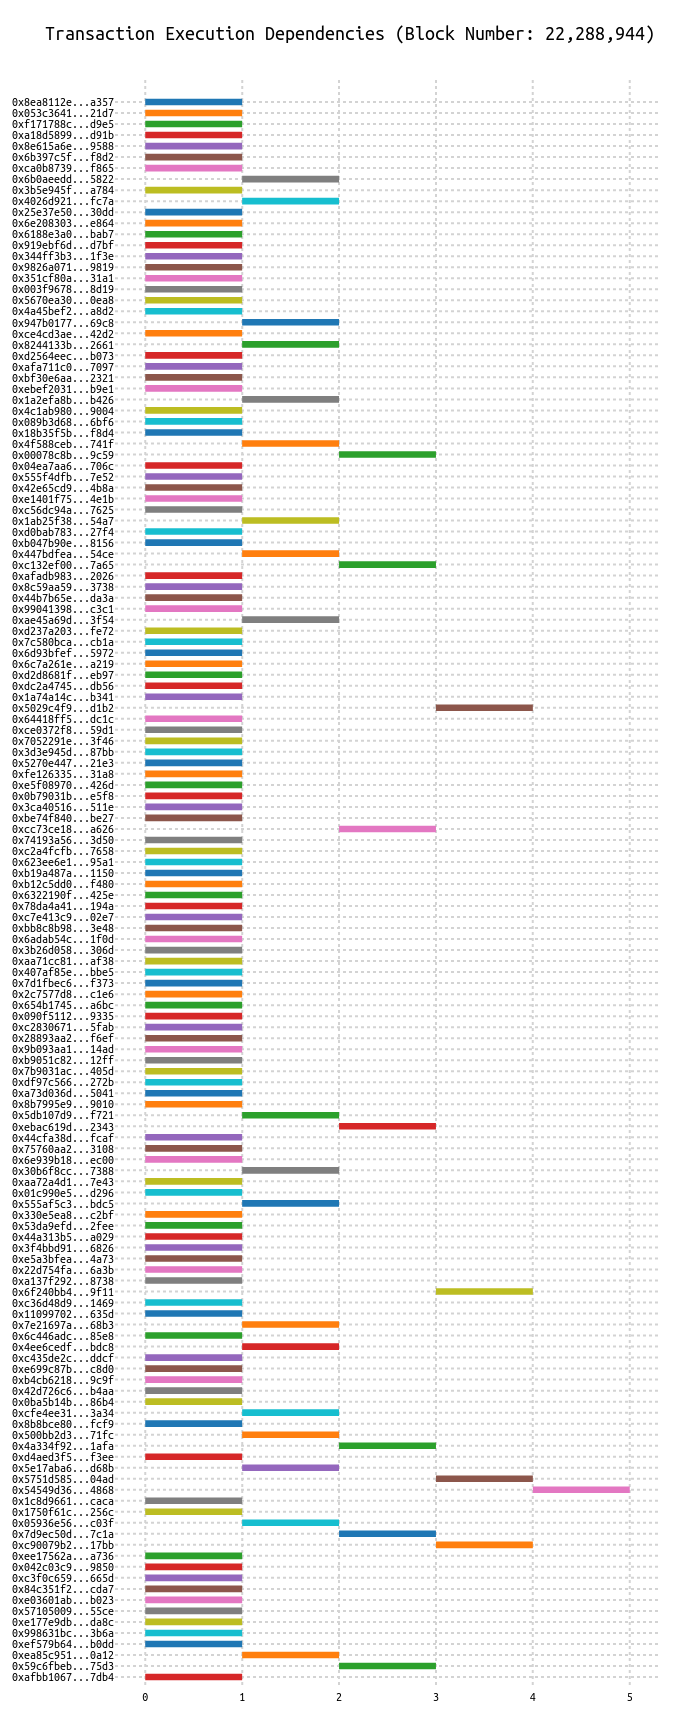 Transaction Execution Dependencies (Block Number: 22,288,944)
0x8ea8112e...a357
0x053c3641...21d7
0xf171788c...d9e5
0xa18d5899...d91b
0x8e615a6e...9588
0x6b397c5f...f8d2
0xca0b8739...f865
0x6b0aeedd...5822
0x3b5e945f...a784
0x4026d921...fc7a
0x25e37e50...30dd
0x6e208303...e864
0x6188e3a0...bab7
0x919ebf6d...d7bf
0x344ff3b3...1f3e
0x9826a071...9819
0x351cf80a...31a1
0x003f9678...8d19
0x5670ea30...0ea8
0x4a45bef2...a8d2
0x947b0177...69c8
0xce4cd3ae...42d2
0x8244133b...2661
0xd2564eec...b073
0xafa711c0...7097
0xbf30e6aa...2321
0xebef2031...b9e1
0x1a2efa8b...b426
0x4c1ab980...9004
0x089b3d68...6bf6
0x18b35f5b...f8d4
0x4f588ceb...741f
0x00078c8b...9c59
0x04ea7aa6...706c
0x555f4dfb...7e52
0x42e65cd9...4b8a
0xe1401f75...4e1b
0xc56dc94a...7625
0x1ab25f38...54a7
0xd0bab783...27f4
0xb047b90e...8156
0x447bdfea...54ce
0xc132ef00...7a65
0xafadb983...2026
0x8c59aa59...3738
0x44b7b65e...da3a
0x99041398...c3c1
0xae45a69d...3f54
0xd237a203...fe72
0x7c580bca...cb1a
0x6d93bfef...5972
0x6c7a261e...a219
0xd2d8681f...eb97
0xdc2a4745...db56
0x1a74a14c...b341
0x5029c4f9...d1b2
0x64418ff5...dc1c
0xce0372f8...59d1
0x7052291e...3f46
0x3d3e945d...87bb
0x5270e447...21e3
0xfe126335...31a8
0xe5f08970...426d
0x0b79031b...e5f8
0x3ca40516...511e
0xbe74f840...be27
0xcc73ce18...a626
0x74193a56...3d50
0xc2a4fcfb...7658
0x623ee6e1...95a1
0xb19a487a...1150
0xb12c5dd0...f480
0x6322190f...425e
0x78da4a41...194a
0xc7e413c9...02e7
0xbb8c8b98...3e48
0x6adab54c...1f0d
0x3b26d058...306d
0xaa71cc81...af38
0x407af85e...bbe5
0x7d1fbec6...f373
0x2c7577d8...c1e6
0x654b1745...a6bc
0x090f5112...9335
0xc2830671...5fab
0x28893aa2...f6ef
0x9b093aa1...14ad
0xb9051c82...12ff
0x7b9031ac...405d
0xdf97c566...272b
0xa73d036d...5041
0x8b7995e9...9010
0x5db107d9...f721
0xebac619d...2343
0x44cfa38d...fcaf
0x75760aa2...3108
0x6e939b18...ec00
0x30b6f8cc...7388
0xaa72a4d1...7e43
0x01c990e5...d296
0x555af5c3...bdc5
0x330e5ea8...c2bf
0x53da9efd...2fee
0x44a313b5...a029
0x3f4bbd91...6826
0xe5a3bfea...4a73
0x22d754fa...6a3b
0xa137f292...8738
0x6f240bb4...9f11
0xc36d48d9...1469
0x11099702...635d
0x7e21697a...68b3
0x6c446adc...85e8
0x4ee6cedf...bdc8
0xc435de2c...ddcf
0xe699c87b...c8d0
0xb4cb6218...9c9f
0x42d726c6...b4aa
0x0ba5b14b...86b4
0xcfe4ee31...3a34
0x8b8bce80...fcf9
0x500bb2d3...71fc
0x4a334f92...1afa
0xd4aed3f5...f3ee
0x5e17aba6...d68b
0x5751d585...04ad
0x54549d36...4868
0x1c8d9661...caca
0x1750f61c...256c
0x05936e56...c03f
0x7d9ec50d...7c1a
0xc90079b2...17bb
0xee17562a...a736
0x042c03c9...9850
0xc3f0c659...665d
0x84c351f2...cda7
0xe03601ab...b023
0x57105009...55ce
0xe177e9db...da8c
0x998631bc...3b6a
0xef579b64...b0dd
0xea85c951...0a12
0x59c6fbeb...75d3
0xafbb1067...7db4
0 1 2 3 4 5